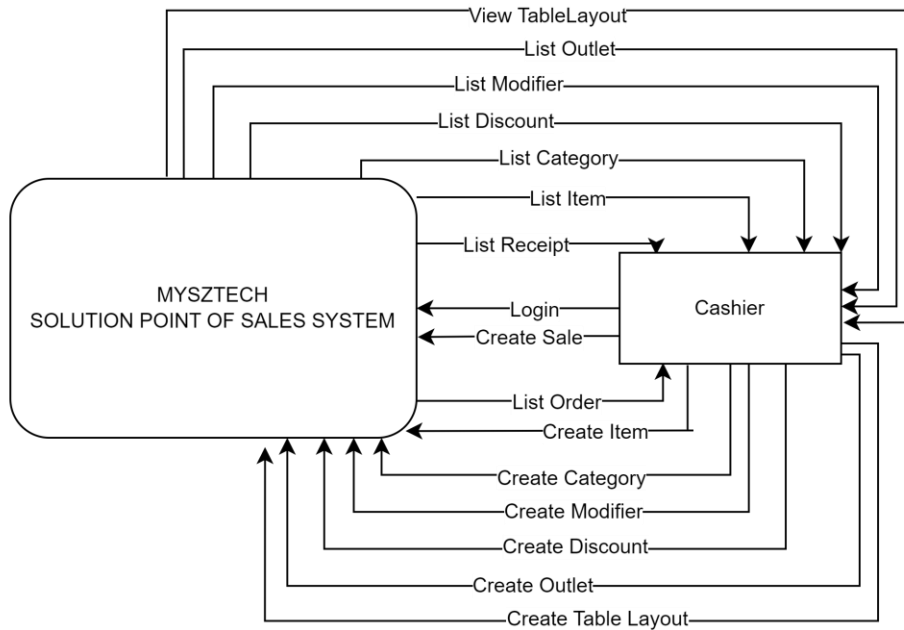 View TableLayout
List Outlet
List Modifier
List Discount
List Category
List Item
List Receipt
MYSZTECH
SOLUTION POINT OF SALES SYSTEM
Login
Cashier
Create Sale
List Order
Create Item
Create Category
Create Modifier
Create Discount
Create Outlet
Create Table Layout